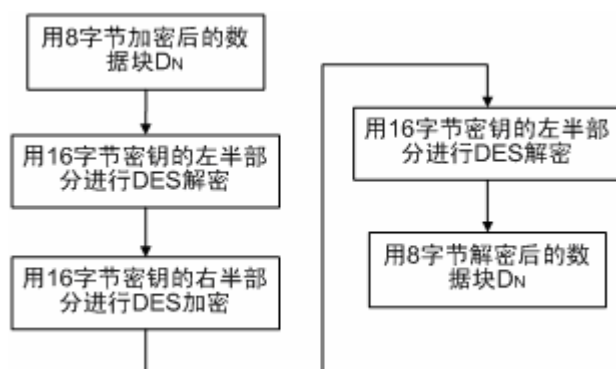 用8字节加密后的数
据块DN
用16字节密钥的左半部
分进行DES解密
用16字节密钥的右半部
分进行DES加密
用16字节密钥的左半部
分进行DES解密
用8字节解密后的数
据块DN